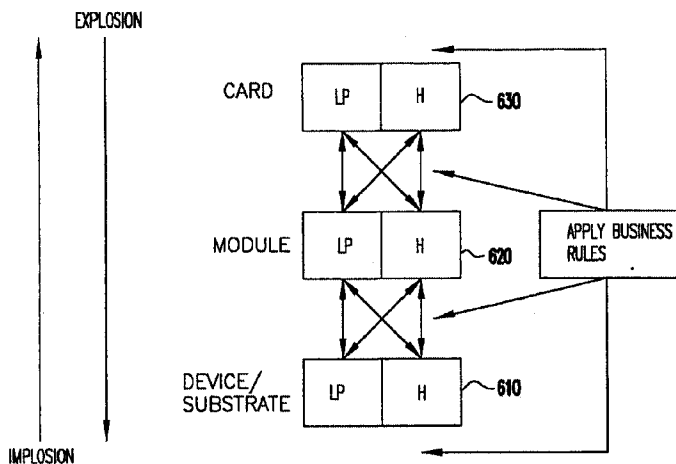 EXPLOSION
CARD
LP
H
630
MODULE
LP
H
620
APPLY BUSINESS
RULES
DEVICE/
SUBSTRATE
LP
H
610
IMPLOSION